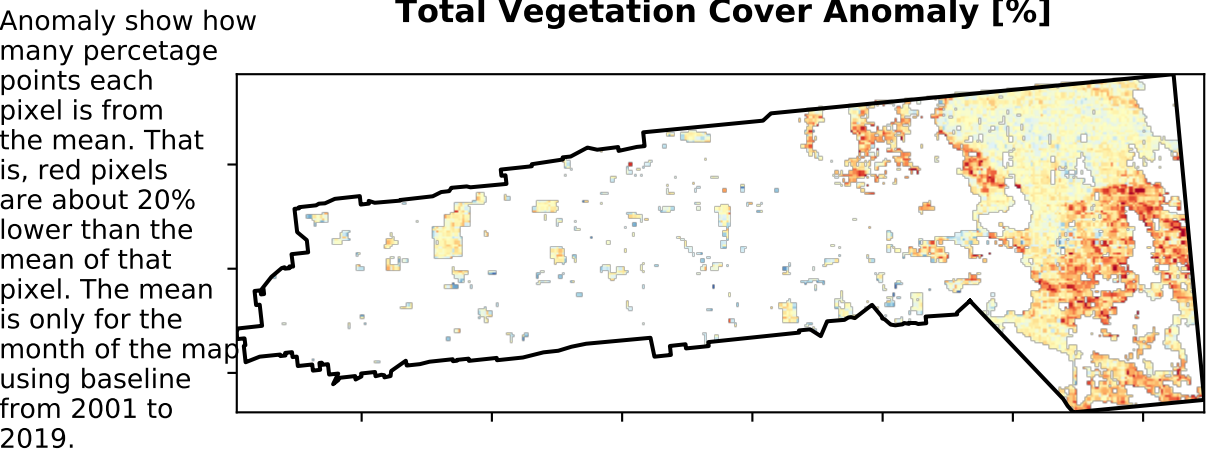 Total Vegetation Cover Anomaly [%]
Anomaly show how
many percetage
points each
pixel is from
the mean. That
is, red pixels
are about 20%
lower than the
mean of that
pixel. The mean
is only for the
month of the map
using baseline
from 2001 to
2019.